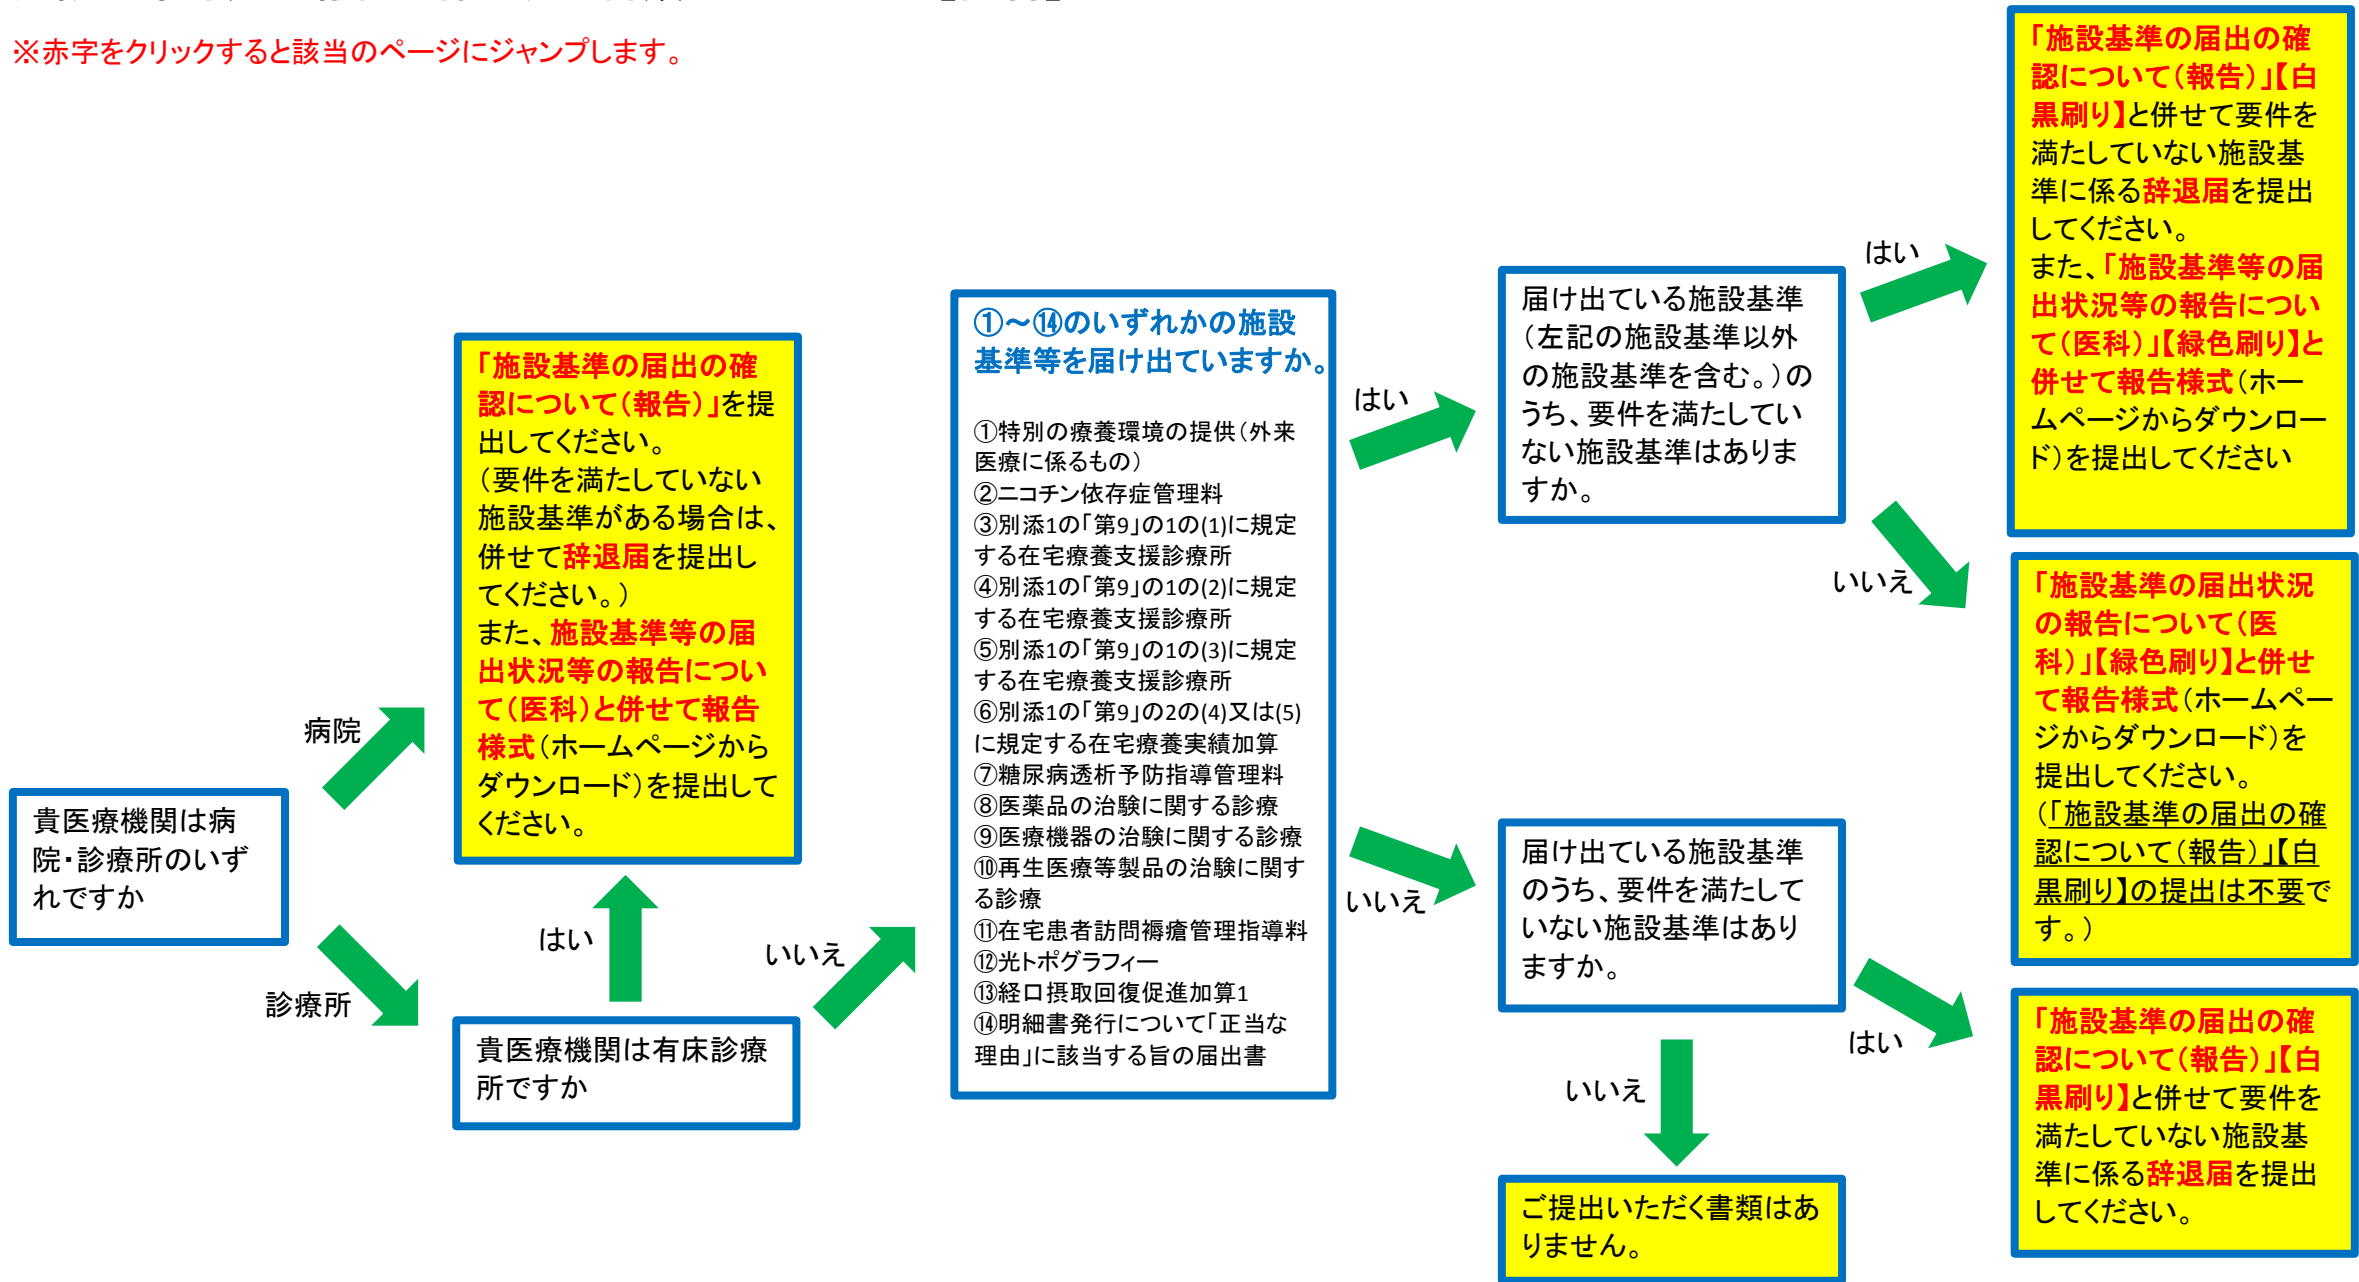 ※赤字をクリックすると該当のページにジャンプします。
貴医療機関は病
院・診療所のいず
れですか
病院
診療所
「施設基準の届出の確
認について（報告）」を提
出してください。
（要件を満たしていない
施設基準がある場合は、
併せて辞退届を提出し
てください。）
また、施設基準等の届
出状況等の報告につい
て（医科）と併せて報告
様式（ホームページから
ダウンロード）を提出して
ください。
はい
いいえ
貴医療機関は有床診療
所ですか
①～⑭のいずれかの施設
基準等を届け出ていますか。
①特別の療養環境の提供（外来
医療に係るもの）
②ニコチン依存症管理料
③別添1の「第9」の1の(1)に規定
する在宅療養支援診療所
④別添1の「第9」の1の(2)に規定
する在宅療養支援診療所
⑤別添1の「第9」の1の(3)に規定
する在宅療養支援診療所
⑥別添1の「第9」の2の(4)又は(5)
に規定する在宅療養実績加算
⑦糖尿病透析予防指導管理料
⑧医薬品の治験に関する診療
⑨医療機器の治験に関する診療
⑩再生医療等製品の治験に関す
る診療
⑪在宅患者訪問褥瘡管理指導料
⑫光トポグラフィー
⑬経口摂取回復促進加算1
⑭明細書発行について「正当な
理由」に該当する旨の届出書
はい
いいえ
届け出ている施設基準
（左記の施設基準以外
の施設基準を含む。）の
うち、要件を満たしてい
ない施設基準はありま
すか。
はい
いいえ
届け出ている施設基準
のうち、要件を満たして
いない施設基準はあり
ますか。
はい
いいえ
ご提出いただく書類はあ
りません。
「施設基準の届出の確
認について（報告）」【白
黒刷り】と併せて要件を
満たしていない施設基
準に係る辞退届を提出
してください。
また、「施設基準等の届
出状況等の報告につい
て（医科）」【緑色刷り】と
併せて報告様式（ホー
ムページからダウンロー
ド）を提出してください
「施設基準の届出状況
の報告について（医
科）」【緑色刷り】と併せ
て報告様式（ホームペー
ジからダウンロード）を
提出してください。
（「施設基準の届出の確
認について（報告）」【白
黒刷り】の提出は不要で
す。）
「施設基準の届出の確
認について（報告）」【白
黒刷り】と併せて要件を
満たしていない施設基
準に係る辞退届を提出
してください。